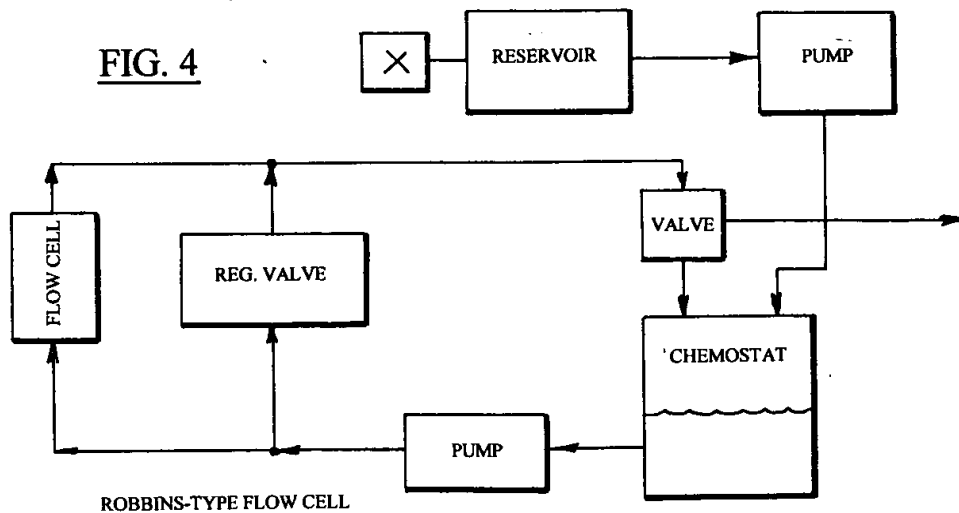 FIG. 4
X
RESERVOIR
PUMP
FLOW CELL
REG. VALVE
VALVE
CHEMOSTAT
PUMP
ROBBINS-TYPE FLOW CELL